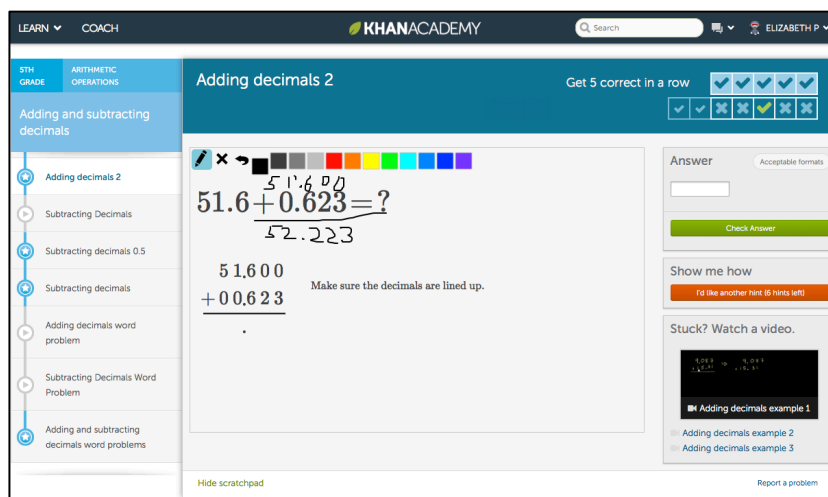 LEARN COACH KHANACADEMY Search ELIZABETH P
5TH GRADE
ARITHMETIC OPERATIONS
Adding and subtracting decimals
Adding decimals 2
Subtracting Decimals
Subtracting decimals 0.5
Subtracting decimals
Adding decimals word problem
Subtracting Decimals Word Problem
Adding and subtracting decimals word problems
Adding decimals 2
Get 5 correct in a row
51.600
51.6+0.623=?
52.223
51.600
+00.623
.
Make sure the decimals are lined up.
Hide scratchpad
Answer
Acceptable formats
Check Answer
Show me how
I'd like another hint (6 hints left)
Stuck? Watch a video.
Adding decimals example 1
Adding decimals example 2
Adding decimals example 3
Report a problem